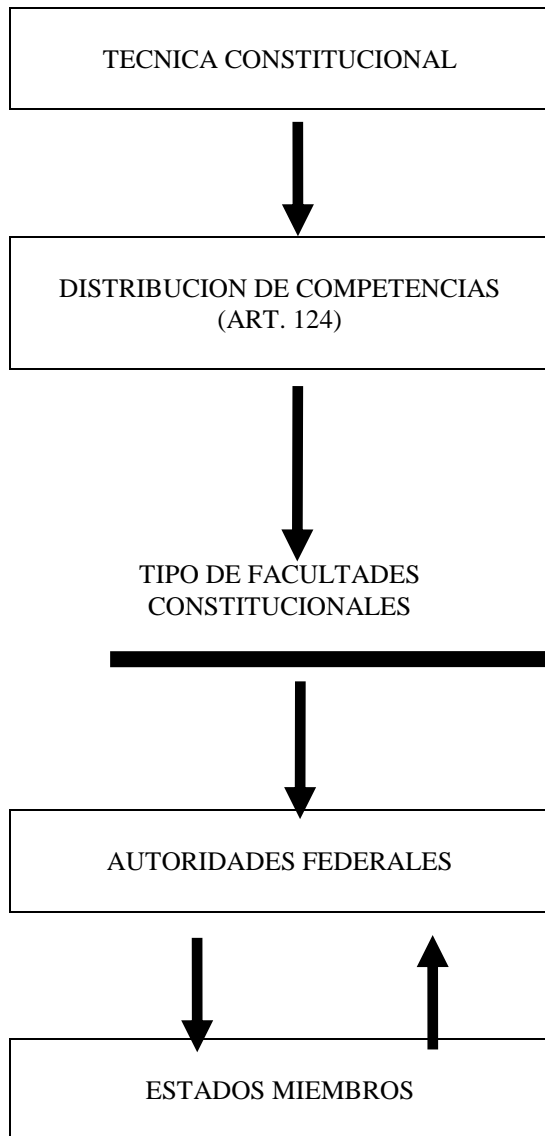 TECNICA CONSTITUCIONAL
DISTRIBUCION DE COMPETENCIAS
(ART. 124)
TIPO DE FACULTADES
CONSTITUCIONALES
AUTORIDADES FEDERALES
ESTADOS MIEMBROS